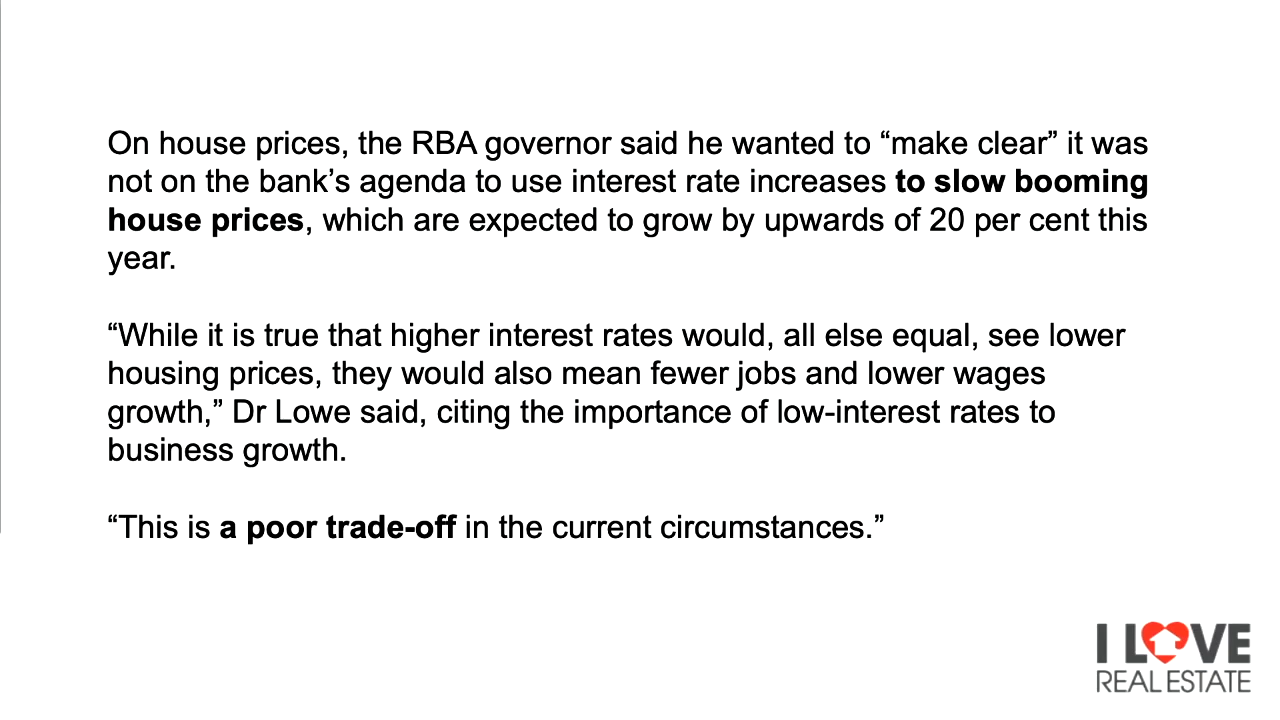 On house prices, the RBA governor said he wanted to “make clear” it was
not on the bank’s agenda to use interest rate increases to slow booming
house prices, which are expected to grow by upwards of 20 per cent this
year.
“While it is true that higher interest rates would, all else equal, see lower
housing prices, they would also mean fewer jobs and lower wages
growth,” Dr Lowe said, citing the importance of low-interest rates to
business growth.
“This is a poor trade-off in the current circumstances.”
I LOVE
REAL ESTATE